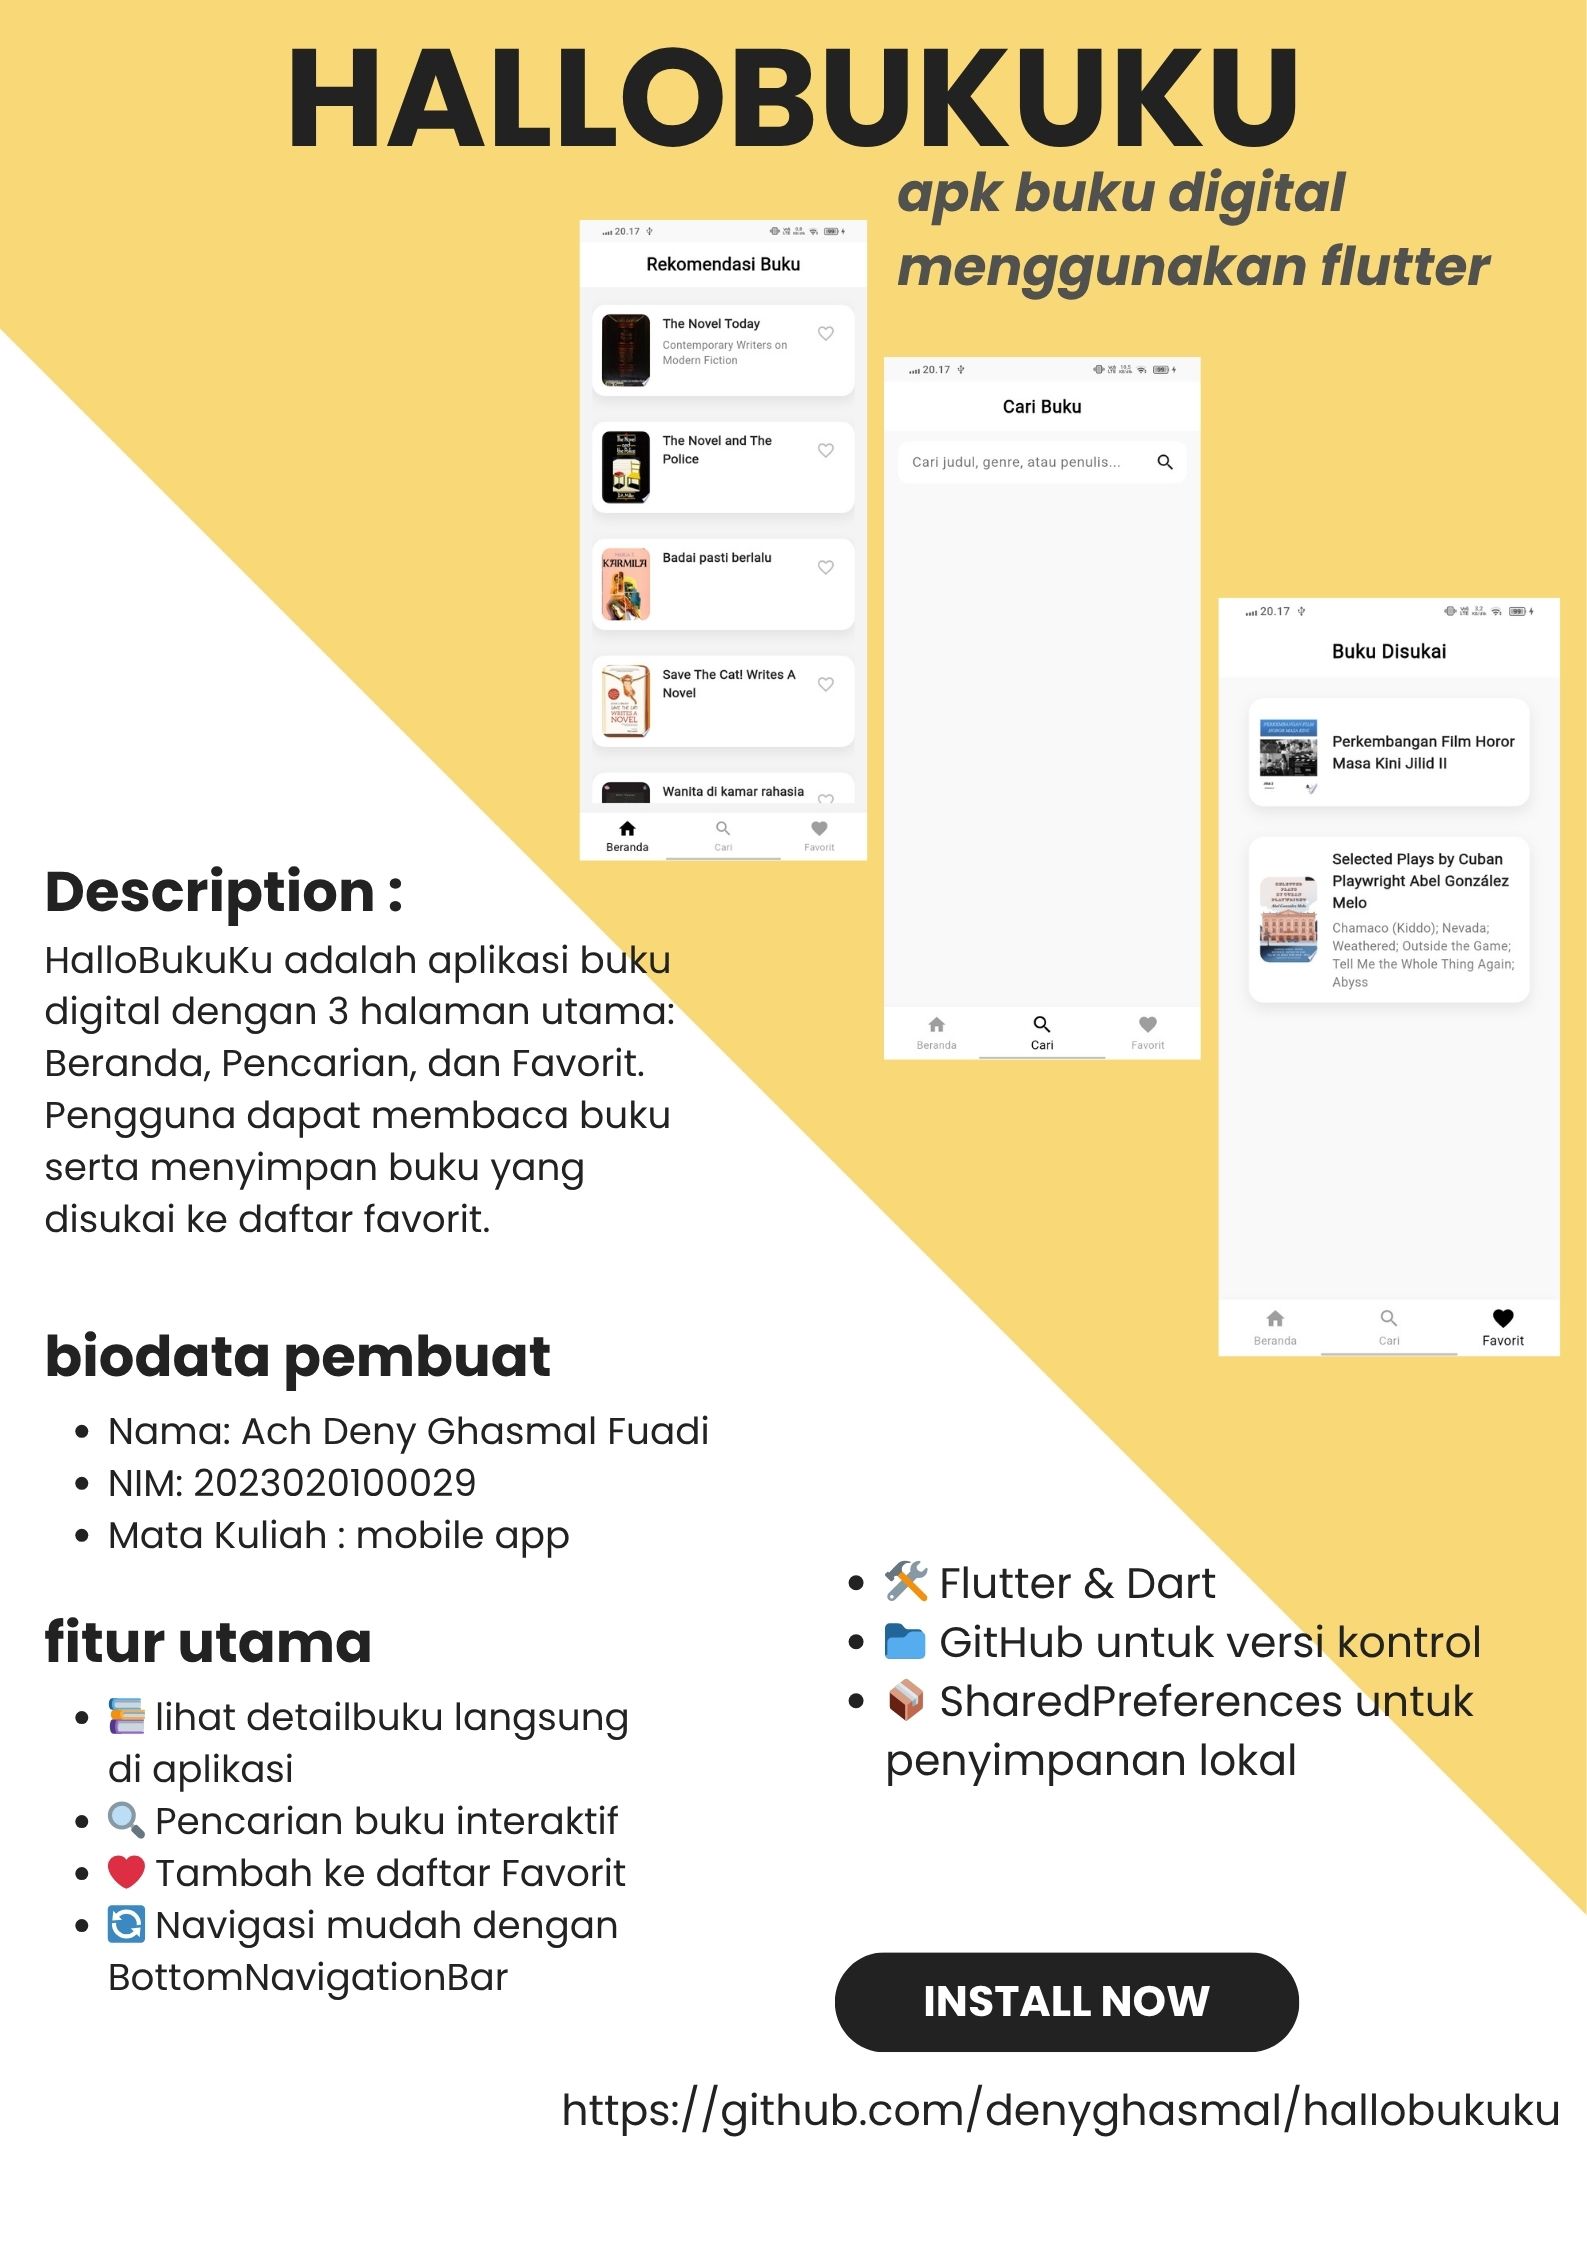 HALLOBUKUKU
apk buku digital
menggunakan flutter
20.17
Rekomendasi Buku
The Novel Today
Contemporary Writers on
Modern Fiction
The Novel and The
Police
Badai pasti berlalu
KARMILA
Save The Cat! Writes A
Novel
Wanita di kamar rahasia
Beranda
Cari
Favorit
20.17
Cari Buku
Cari judul, genre, atau penulis...
Beranda
Cari
Favorit
20.17
Buku Disukai
PERKEMBANGAN FILM
HOROR MASA KINI
Perkembangan Film Horor
Masa Kini Jilid II
Selected Plays by Cuban
Playwright Abel González
Melo
Chamaco (Kiddo); Nevada;
Weathered; Outside the Game;
Tell Me the Whole Thing Again;
Abyss
Beranda
Cari
Favorit
Description :
HalloBukuKu adalah aplikasi buku
digital dengan 3 halaman utama:
Beranda, Pencarian, dan Favorit.
Pengguna dapat membaca buku
serta menyimpan buku yang
disukai ke daftar favorit.
biodata pembuat
• Nama: Ach Deny Ghasmal Fuadi
• NIM: 2023020100029
• Mata Kuliah : mobile app
fitur utama
• 📚 lihat detailbuku langsung
di aplikasi
• 🔍 Pencarian buku interaktif
• ❤️ Tambah ke daftar Favorit
• 🔄 Navigasi mudah dengan
BottomNavigationBar
• 🛠️ Flutter & Dart
• 📁 GitHub untuk versi kontrol
• 📦 SharedPreferences untuk
penyimpanan lokal
INSTALL NOW
https://github.com/denyghasmal/hallobukuku